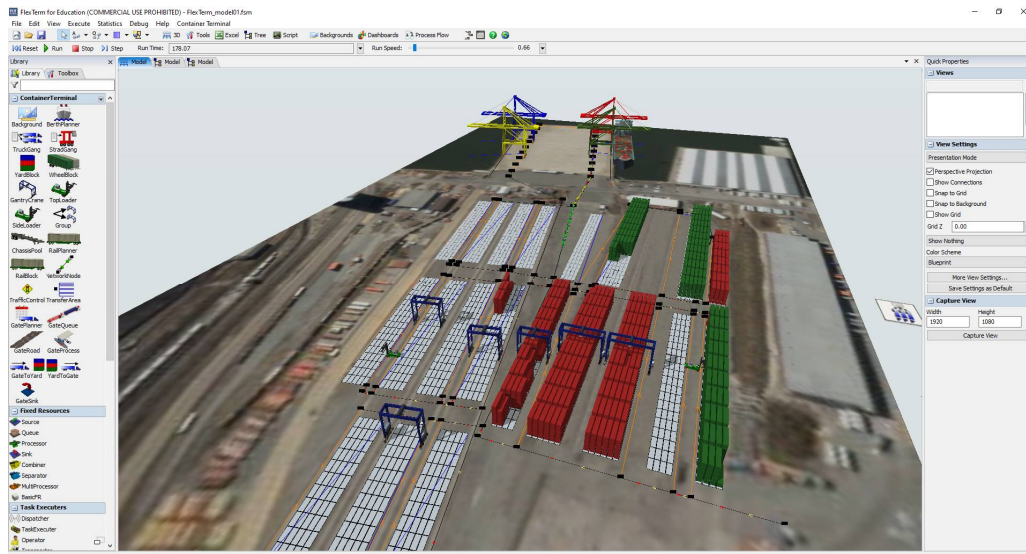 FlexTerm for Education (COMMERCIAL USE PROHIBITED) - FlexTerm_model01.fsm
File Edit View Execute Statistics Debug Help Container Terminal
3D Tools Excel Tree Script Backgrounds Dashboards Process Flow
Reset Run Stop Step Run Time: 178.07 Run Speed: 0.66
Library
Model Model Model
Quick Properties
Library Toolbox
Views
ContainerTerminal
Background BerthPlanner
TruckGang StradGang
YardBlock WheelBlock
GantryCrane TopLoader
SideLoader Group
ChassisPool RailPlanner
RailBlock NetworkNode
TrafficControl TransferArea
GatePlanner GateQueue
GateRoad GateProcess
GateToYard YardToGate
GateSink
Fixed Resources
Source
Queue
Processor
Sink
Combiner
Separator
MultiProcessor
BasicFR
Task Executers
Dispatcher
TaskExecuter
Operator
View Settings
Presentation Mode
Perspective Projection
Show Connections
Snap to Grid
Snap to Background
Show Grid
Grid Z 0.00
Show Nothing
Color Scheme
Blueprint
More View Settings...
Save Settings as Default
Capture View
Width Height
1920 1080
Capture View